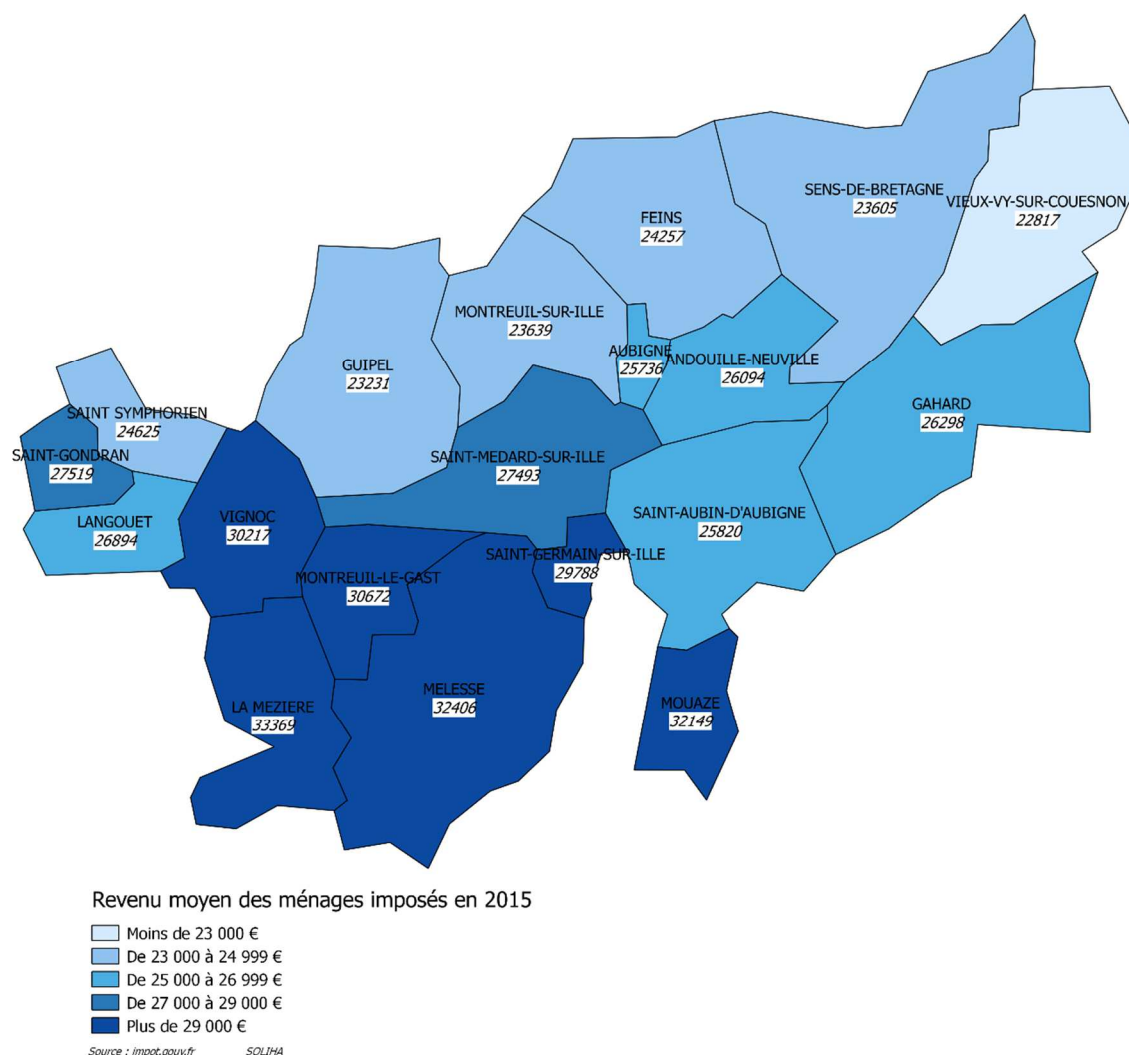 SENS-DE-BRETAGNE
23605
VIEUX-VY-SUR-COUESNON
22817
FEINS
24257
MONTREUIL-SUR-ILLE
23639
AUBIGNE
25736
ANDOUILLE-NEUVILLE
26094
GUIPEL
23231
GAHARD
26298
SAINT SYMPHORIEN
24625
SAINT-GONDRAN
27519
SAINT-MEDARD-SUR-ILLE
27493
LANGOUET
26894
VIGNOC
30217
SAINT-AUBIN-D'AUBIGNE
25820
SAINT-GERMAIN-SUR-ILLE
29788
MONTREUIL-LE-GAST
30672
MELESSE
32406
MOUAZE
32149
LA MEZIERE
33369
Revenu moyen des ménages imposés en 2015
Moins de 23 000 €
De 23 000 à 24 999 €
De 25 000 à 26 999 €
De 27 000 à 29 000 €
Plus de 29 000 €
Source : impot.gouv.fr SOLIHA